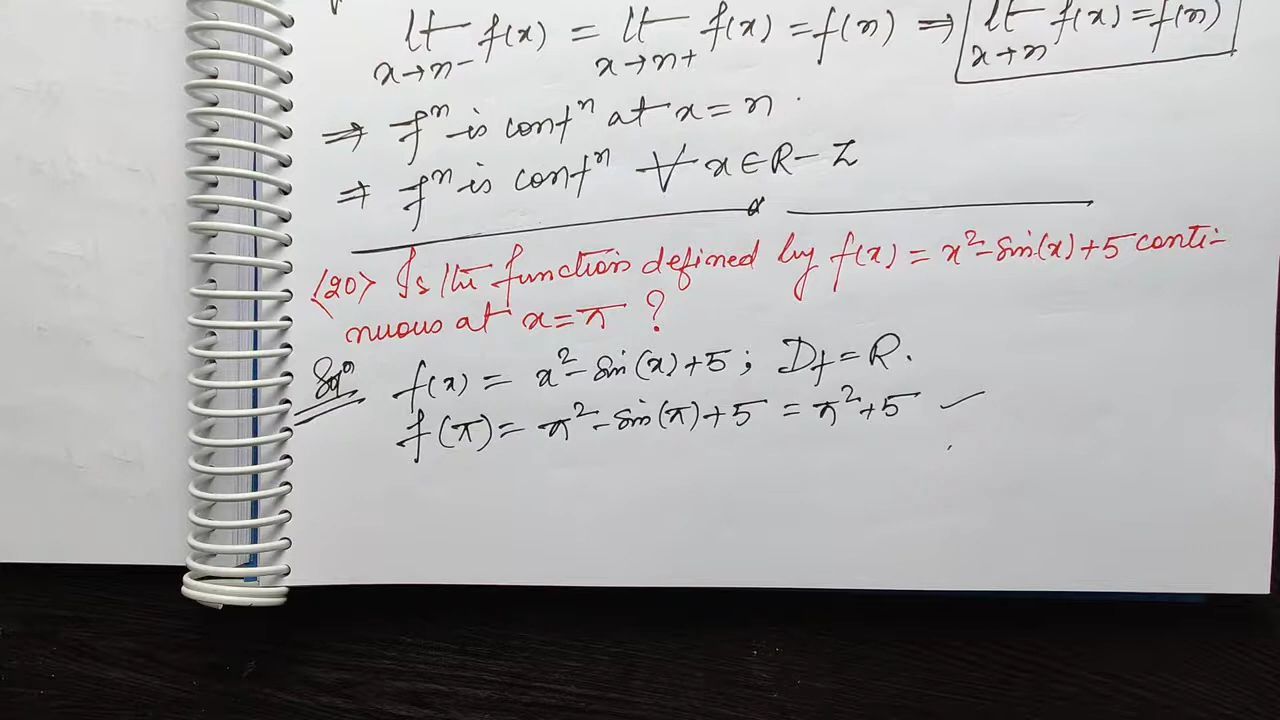 lt f(x) = lt f(x) = f(n) ⇒ lt f(x) = f(n)
x→n− x→n+ x→n
⇒ fⁿ is contⁿ at x = n .
⇒ fⁿ is contⁿ ∀ x ∈ R − Z
⟨20⟩ Is the function defined by f(x) = x² − sin(x) + 5 conti-
nuous at x = π ?
Solⁿ f(x) = x² − sin(x) + 5 ; Df = R.
f(π) = π² − sin(π) + 5 = π² + 5 ✓